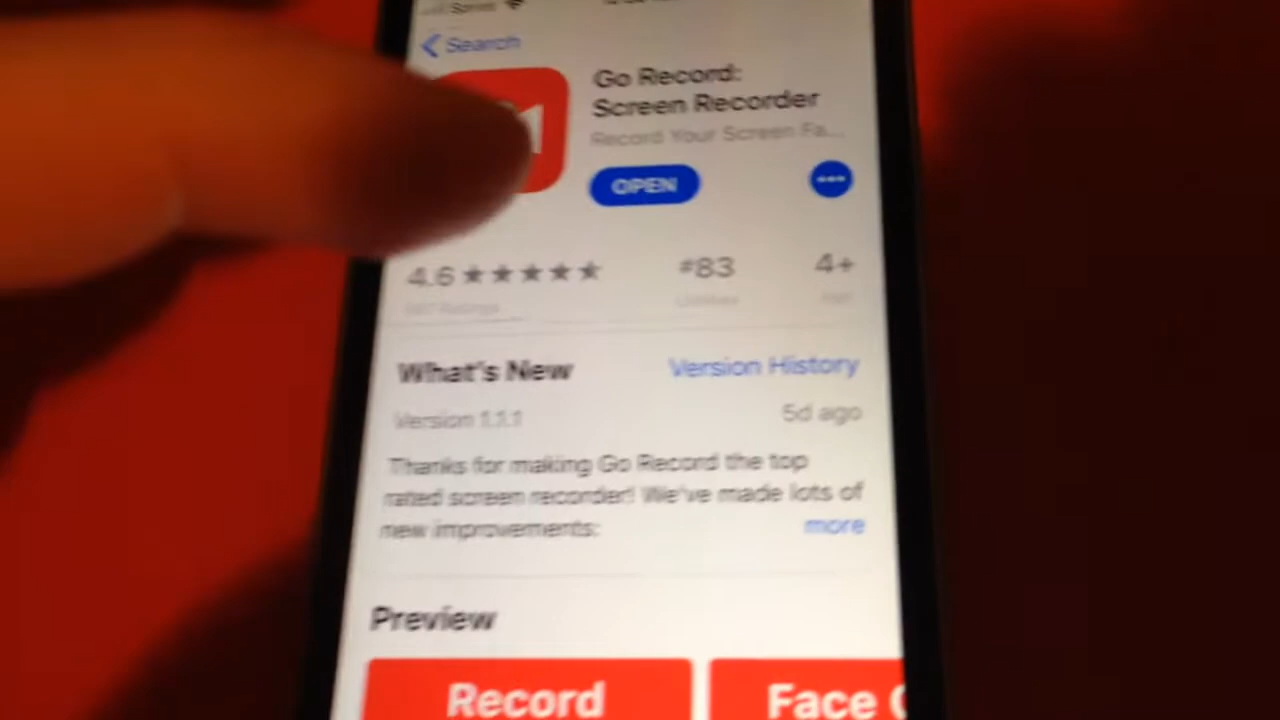 Search
Go Record:
Screen Recorder
Record Your Screen Fa...
OPEN
4.6 ★★★★★
#83
4+
What's New
Version History
Version 1.1.1
5d ago
Thanks for making Go Record the top
rated screen recorder! We've made lots of
new improvements:
more
Preview
Record
Face